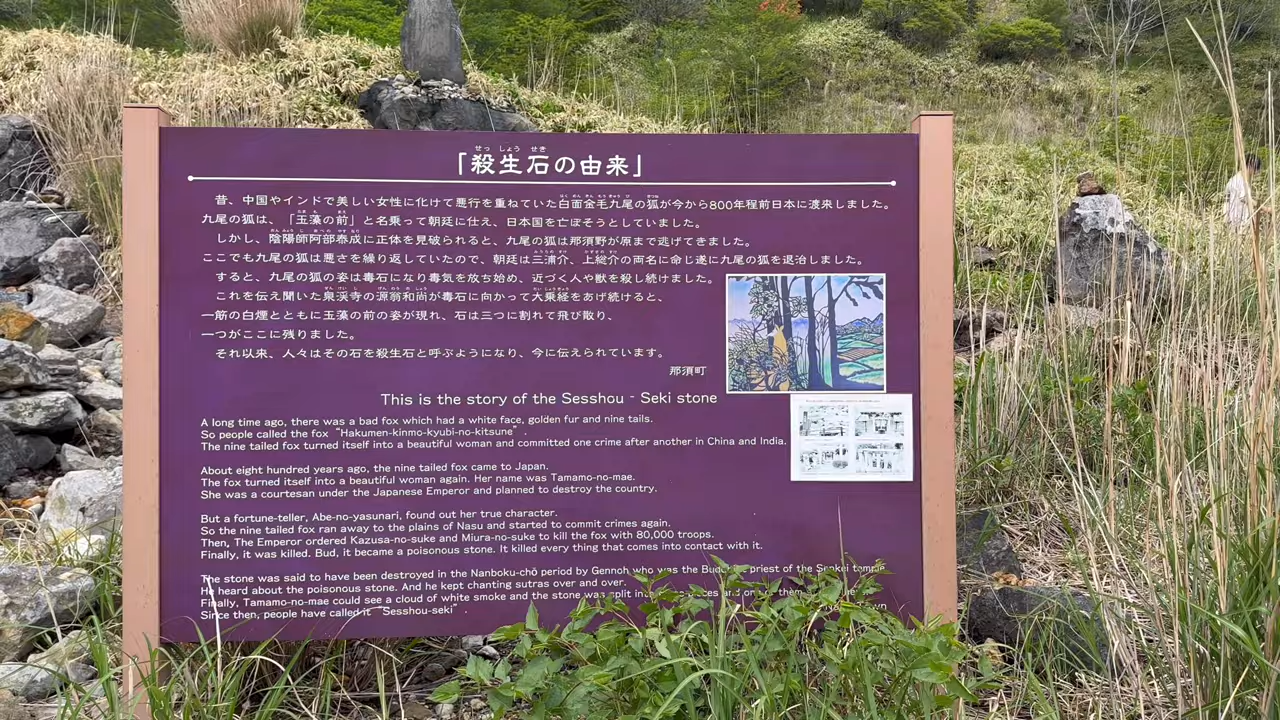 「殺生石の由来」
昔、中国やインドで美しい女性に化けて悪行を重ねていた白面金毛九尾の狐が今から800年程前日本に渡来しました。
九尾の狐は、「玉藻の前」と名乗って朝廷に仕え、日本国を亡ぼそうとしていました。
しかし、陰陽師阿部泰成に正体を見破られると、九尾の狐は那須野が原まで逃げてきました。
ここでも九尾の狐は悪さを繰り返していたので、朝廷は三浦介、上総介の両名に命じ遂に九尾の狐を退治しました。
すると、九尾の狐の姿は毒石になり毒気を放ち始め、近づく人や獣を殺し続けました。
これを伝え聞いた泉渓寺の源翁和尚が毒石に向かって大乗経をあげ続けると、
一筋の白煙とともに玉藻の前の姿が現れ、石は三つに割れて飛び散り、
一つがここに残りました。
それ以来、人々はその石を殺生石と呼ぶようになり、今に伝えられています。
那須町
This is the story of the Sesshou - Seki stone
A long time ago, there was a bad fox which had a white face, golden fur and nine tails.
So people called the fox “Hakumen-kinmo-kyubi-no-kitsune” .
The nine tailed fox turned itself into a beautiful woman and committed one crime after another in China and India.
About eight hundred years ago, the nine tailed fox came to Japan.
The fox turned itself into a beautiful woman again. Her name was Tamamo-no-mae.
She was a courtesan under the Japanese Emperor and planned to destroy the country.
But a fortune-teller, Abe-no-yasunari, found out her true character.
So the nine tailed fox ran away to the plains of Nasu and started to commit crimes again.
Then, The Emperor ordered Kazusa-no-suke and Miura-no-suke to kill the fox with 80,000 troops.
Finally, it was killed. Bud, it became a poisonous stone. It killed every thing that comes into contact with it.
The stone was said to have been destroyed in the Nanboku-chō period by Gennoh who was the Buddhist priest of the Senkei temple.
He heard about the poisonous stone. And he kept chanting sutras over and over.
Finally, Tamamo-no-mae could see a cloud of white smoke and the stone was split
Since then, people have called it “Sesshou-seki” .